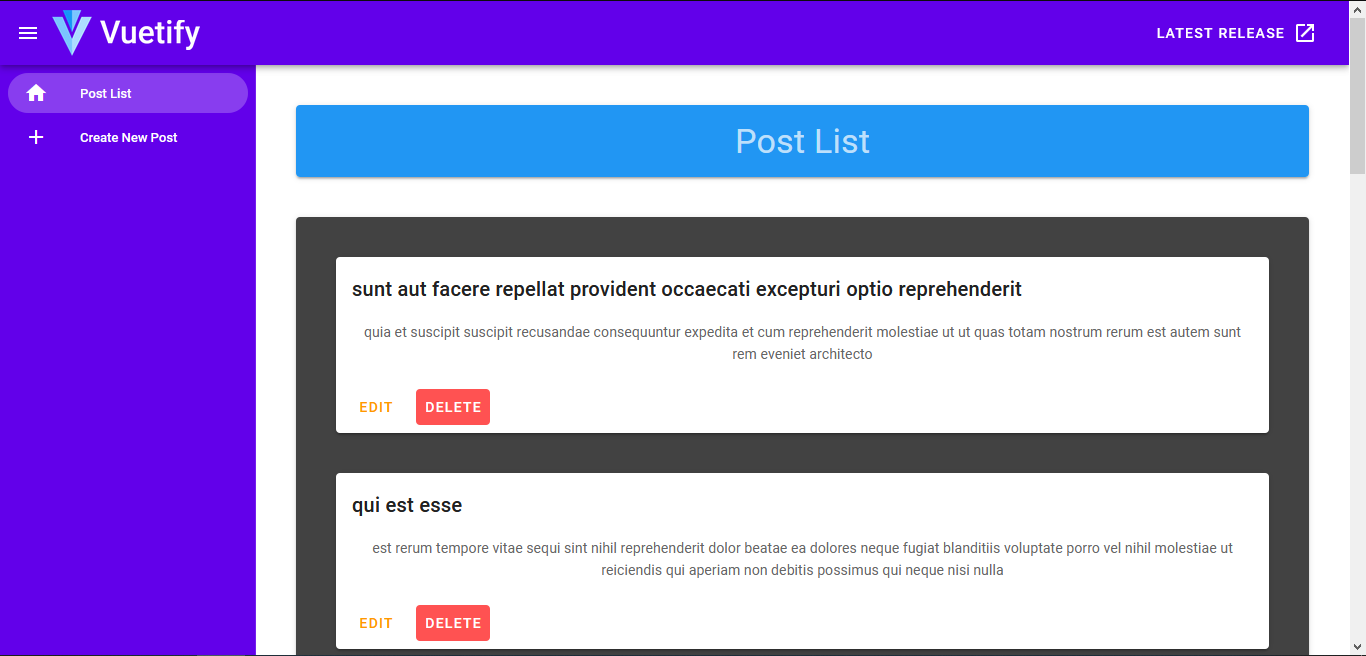 Vuetify
LATEST RELEASE
Post List
Create New Post
Post List
sunt aut facere repellat provident occaecati excepturi optio reprehenderit
quia et suscipit suscipit recusandae consequuntur expedita et cum reprehenderit molestiae ut ut quas totam nostrum rerum est autem sunt
rem eveniet architecto
EDIT
DELETE
qui est esse
est rerum tempore vitae sequi sint nihil reprehenderit dolor beatae ea dolores neque fugiat blanditiis voluptate porro vel nihil molestiae ut
reiciendis qui aperiam non debitis possimus qui neque nisi nulla
EDIT
DELETE